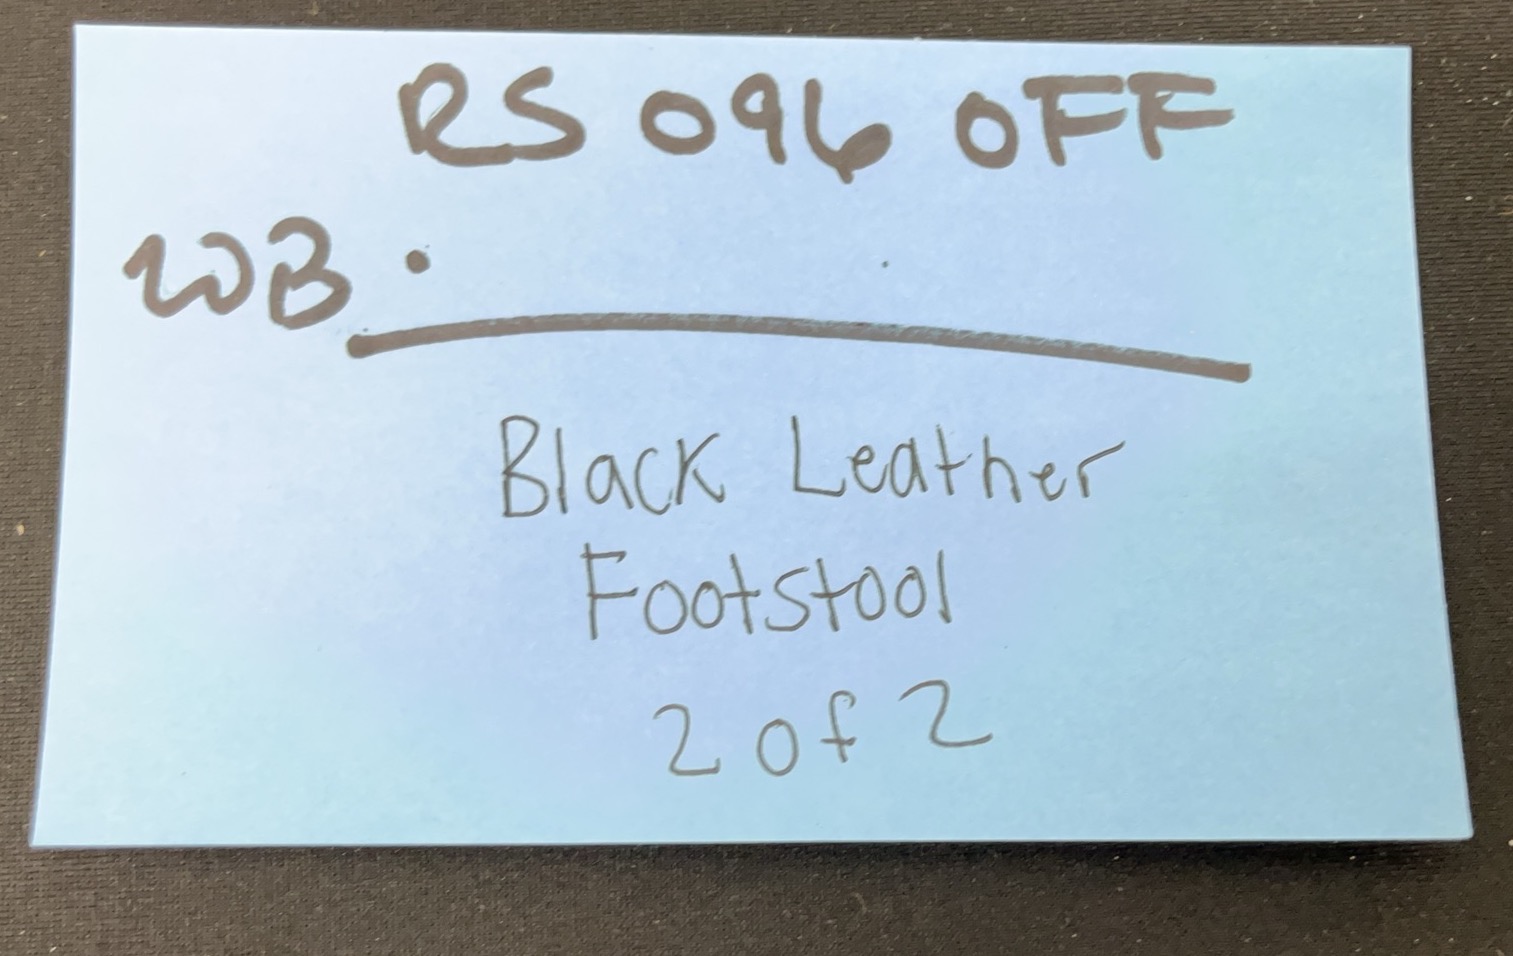 RS 096 OFF
WB.
Black Leather
Footstool
2 of 2